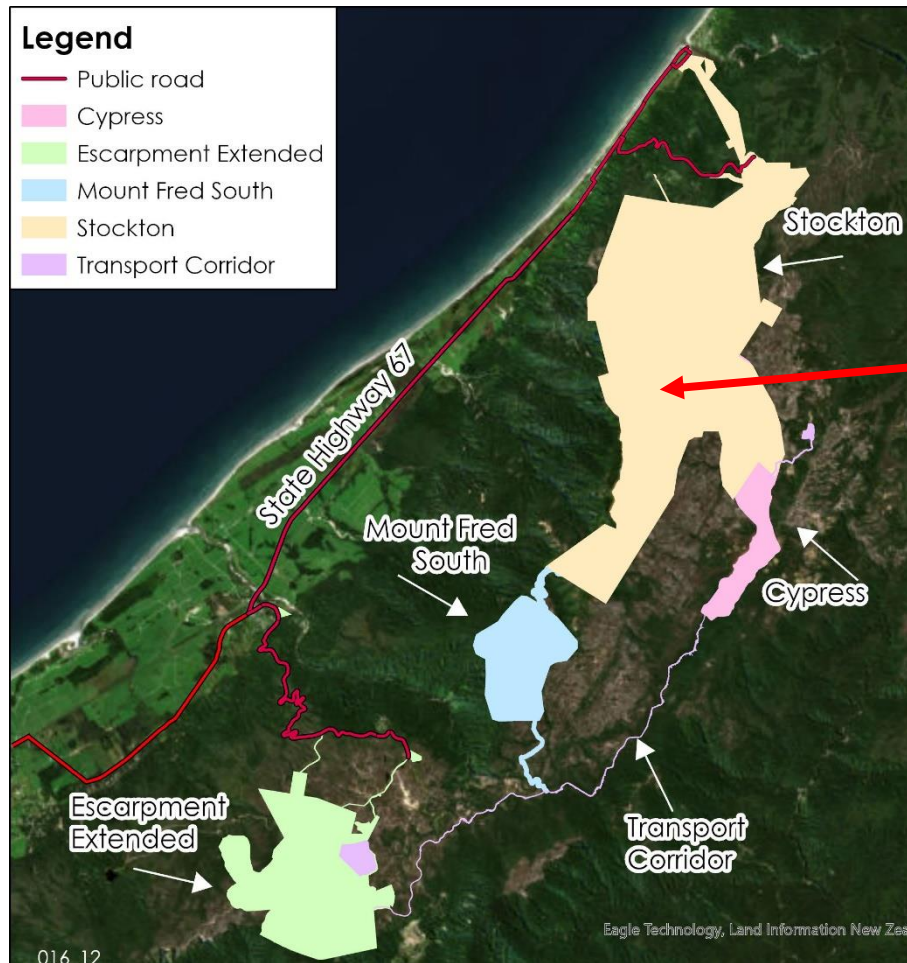 Legend
Public road
Cypress
Escarpment Extended
Mount Fred South
Stockton
Transport Corridor
Stockton
State Highway 67
Mount Fred
South
Cypress
Escarpment
Extended
Transport
Corridor
Eagle Technology, Land Information New Zea
016_12